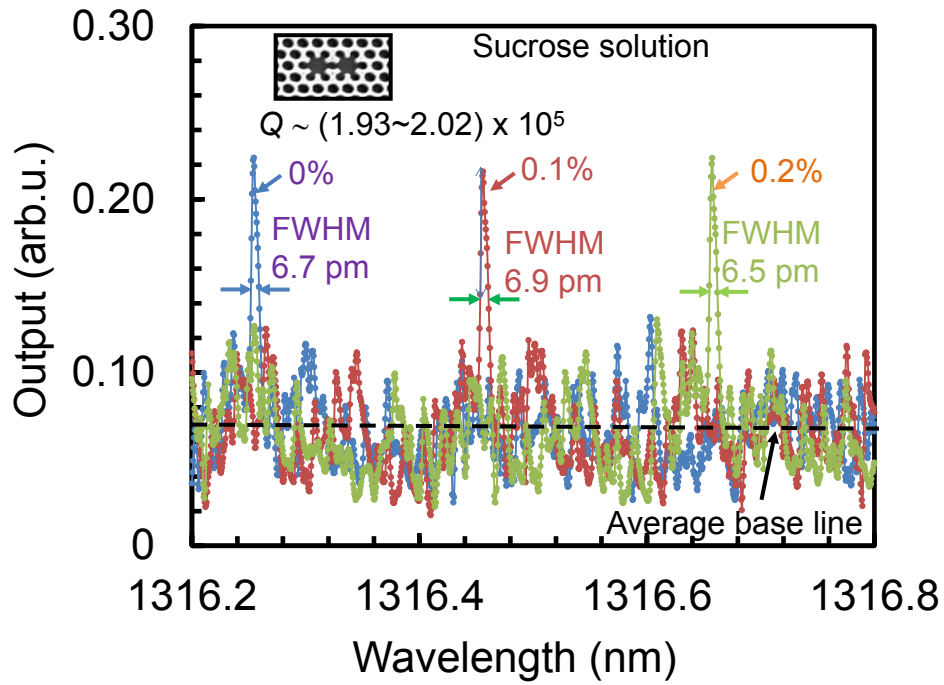 0.30
0.20
0.10
0
Output (arb.u.)
Sucrose solution
Q ~ (1.93~2.02) x 10⁵
0%
FWHM
6.7 pm
0.1%
FWHM
6.9 pm
0.2%
FWHM
6.5 pm
Average base line
1316.2 1316.4 1316.6 1316.8
Wavelength (nm)